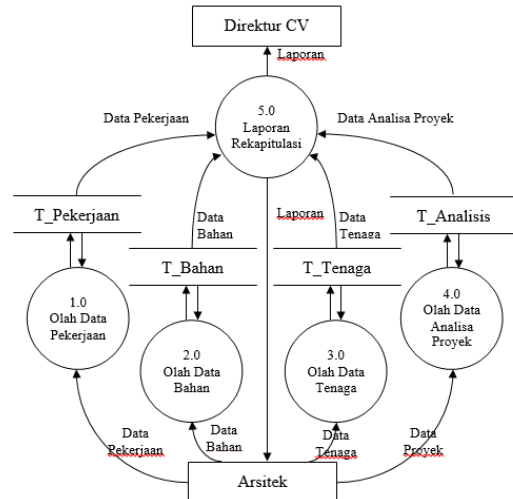 Direktur CV
Laporan
5.0
Laporan
Rekapitulasi
Data Pekerjaan
Data Analisa Proyek
T_Pekerjaan
Data
Bahan
Laporan
Data
Tenaga
T_Analisis
T_Bahan
T_Tenaga
1.0
Olah Data
Pekerjaan
2.0
Olah Data
Bahan
3.0
Olah Data
Tenaga
4.0
Olah Data
Analisa
Proyek
Data
Pekerjaan
Data
Bahan
Data
Tenaga
Data
Proyek
Arsitek